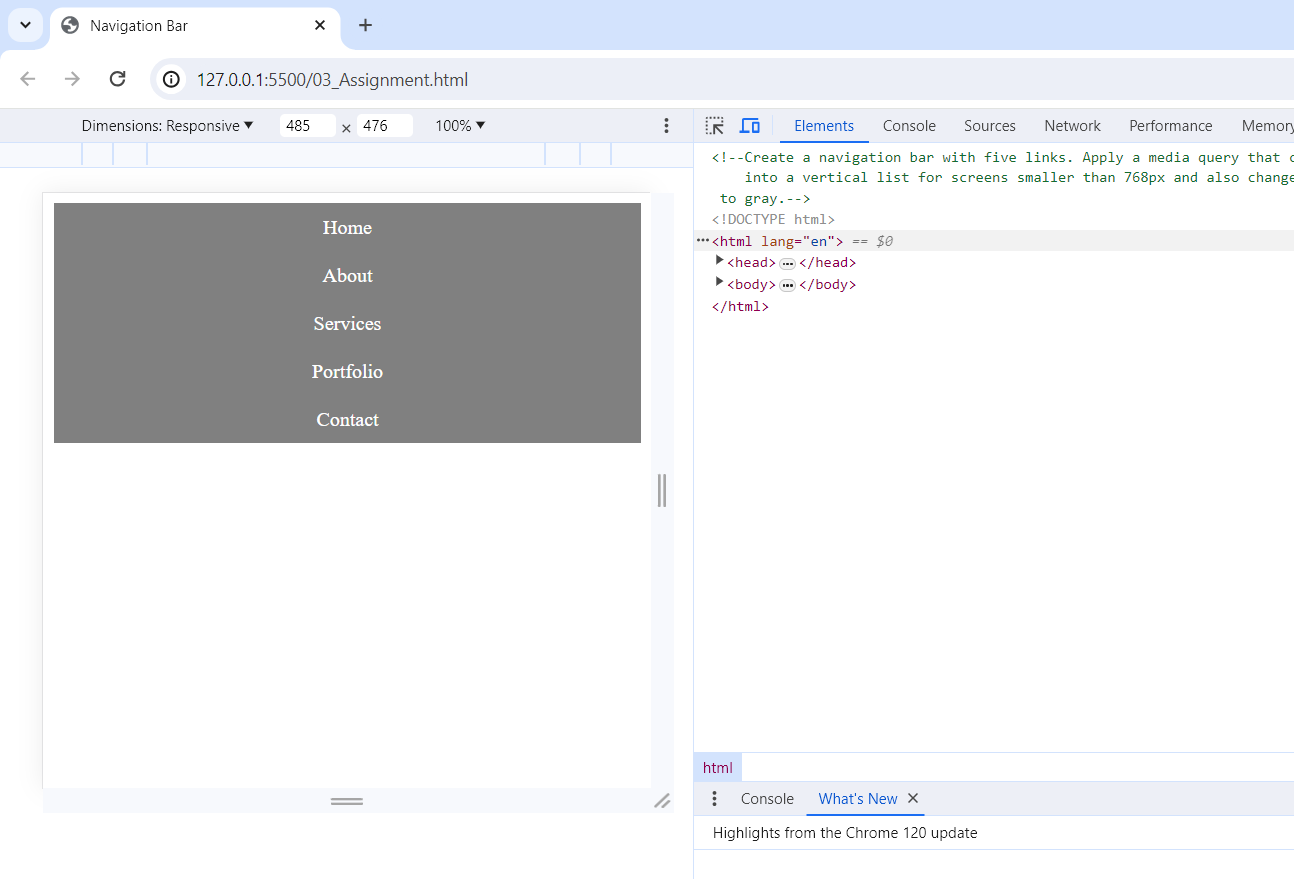 Navigation Bar
127.0.0.1:5500/03_Assignment.html
Dimensions: Responsive 485 × 476 100%
Elements Console Sources Network Performance Memory
Home
About
Services
Portfolio
Contact
<!--Create a navigation bar with five links. Apply a media query that
into a vertical list for screens smaller than 768px and also change
to gray.-->
<!DOCTYPE html>
<html lang="en"> == $0
<head> </head>
<body> </body>
</html>
html
Console What's New
Highlights from the Chrome 120 update